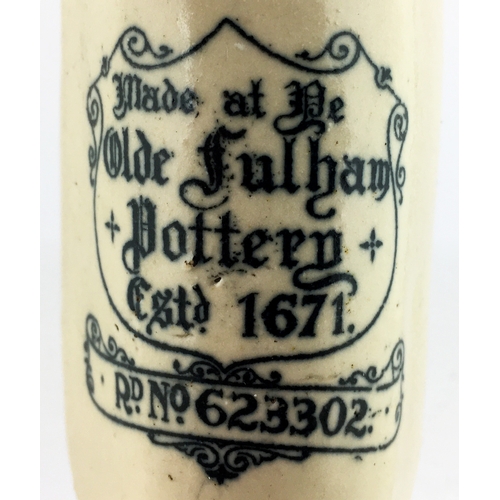 Made at Ye
Olde Fulham
Pottery
Estd. 1671.
RD. No 623302.